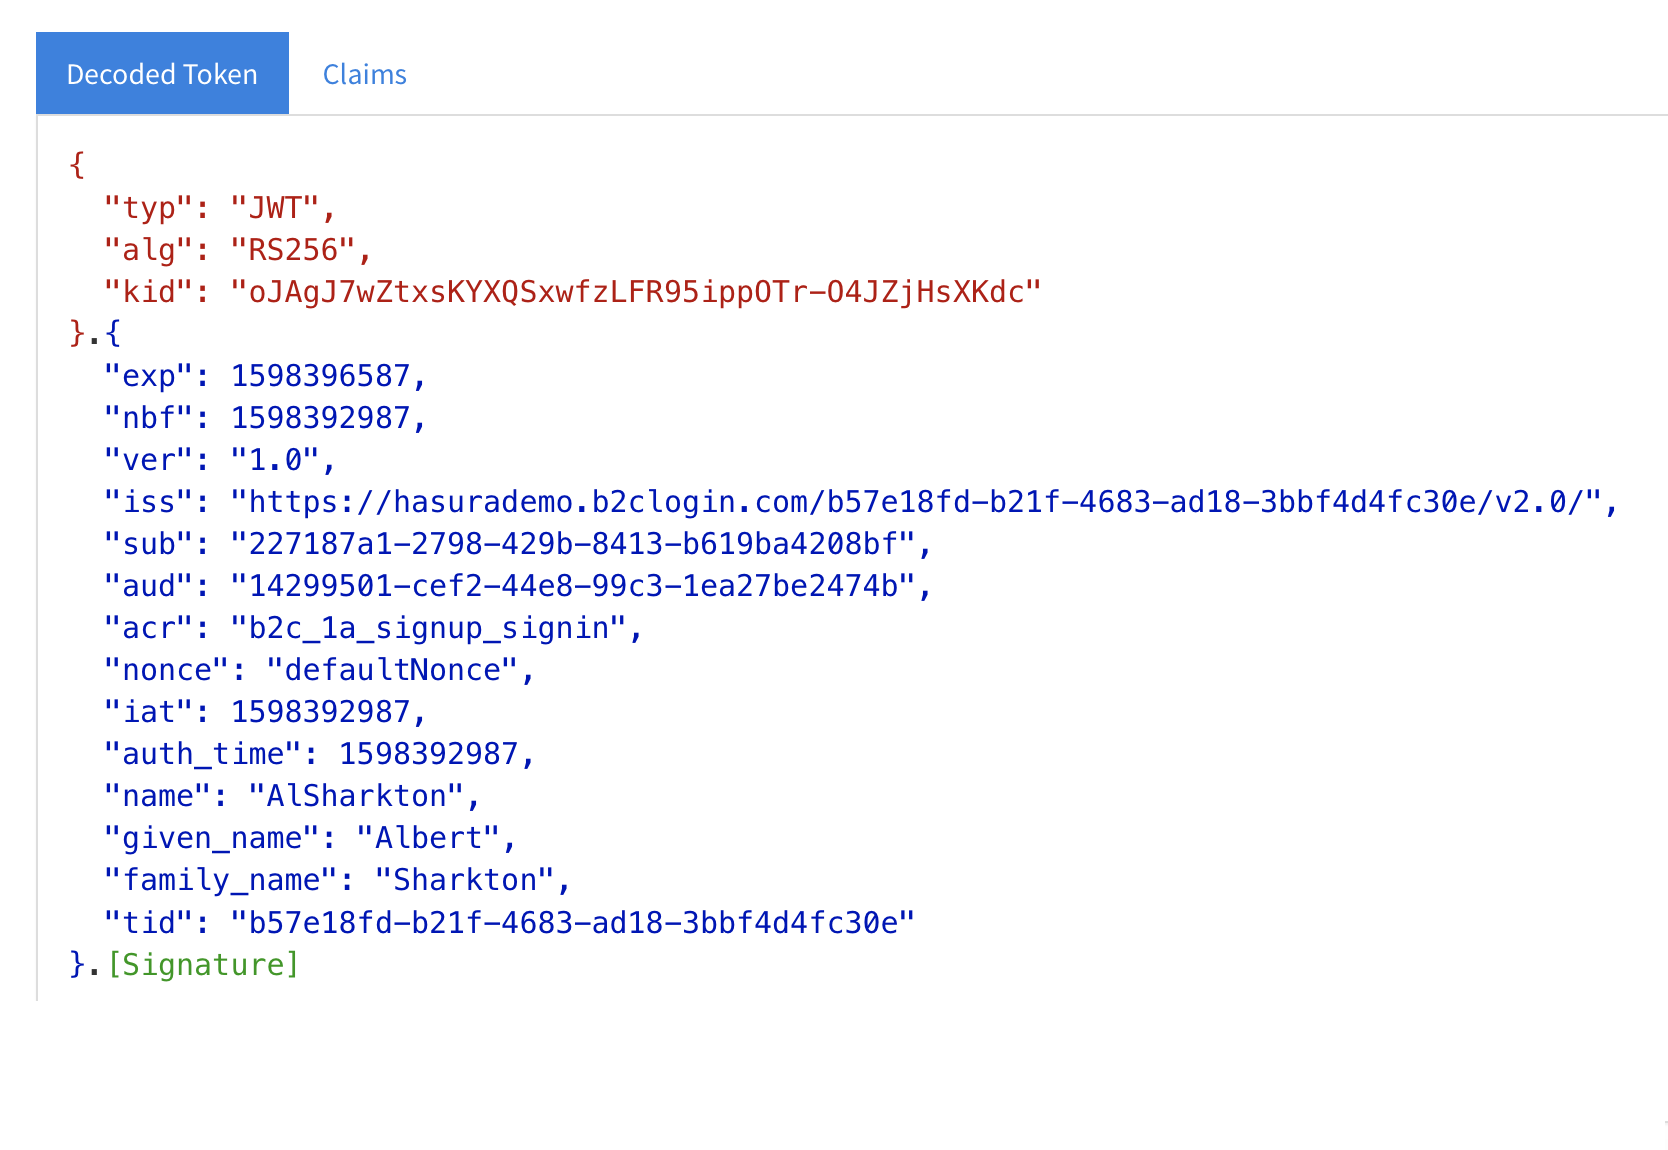 Decoded Token Claims
{
  "typ": "JWT",
  "alg": "RS256",
  "kid": "oJAgJ7wZtxsKYXQSxwfzLFR95ippOTr-O4JZjHsXKdc"
}.{
  "exp": 1598396587,
  "nbf": 1598392987,
  "ver": "1.0",
  "iss": "https://hasurademo.b2clogin.com/b57e18fd-b21f-4683-ad18-3bbf4d4fc30e/v2.0/",
  "sub": "227187a1-2798-429b-8413-b619ba4208bf",
  "aud": "14299501-cef2-44e8-99c3-1ea27be2474b",
  "acr": "b2c_1a_signup_signin",
  "nonce": "defaultNonce",
  "iat": 1598392987,
  "auth_time": 1598392987,
  "name": "AlSharkton",
  "given_name": "Albert",
  "family_name": "Sharkton",
  "tid": "b57e18fd-b21f-4683-ad18-3bbf4d4fc30e"
}.[Signature]